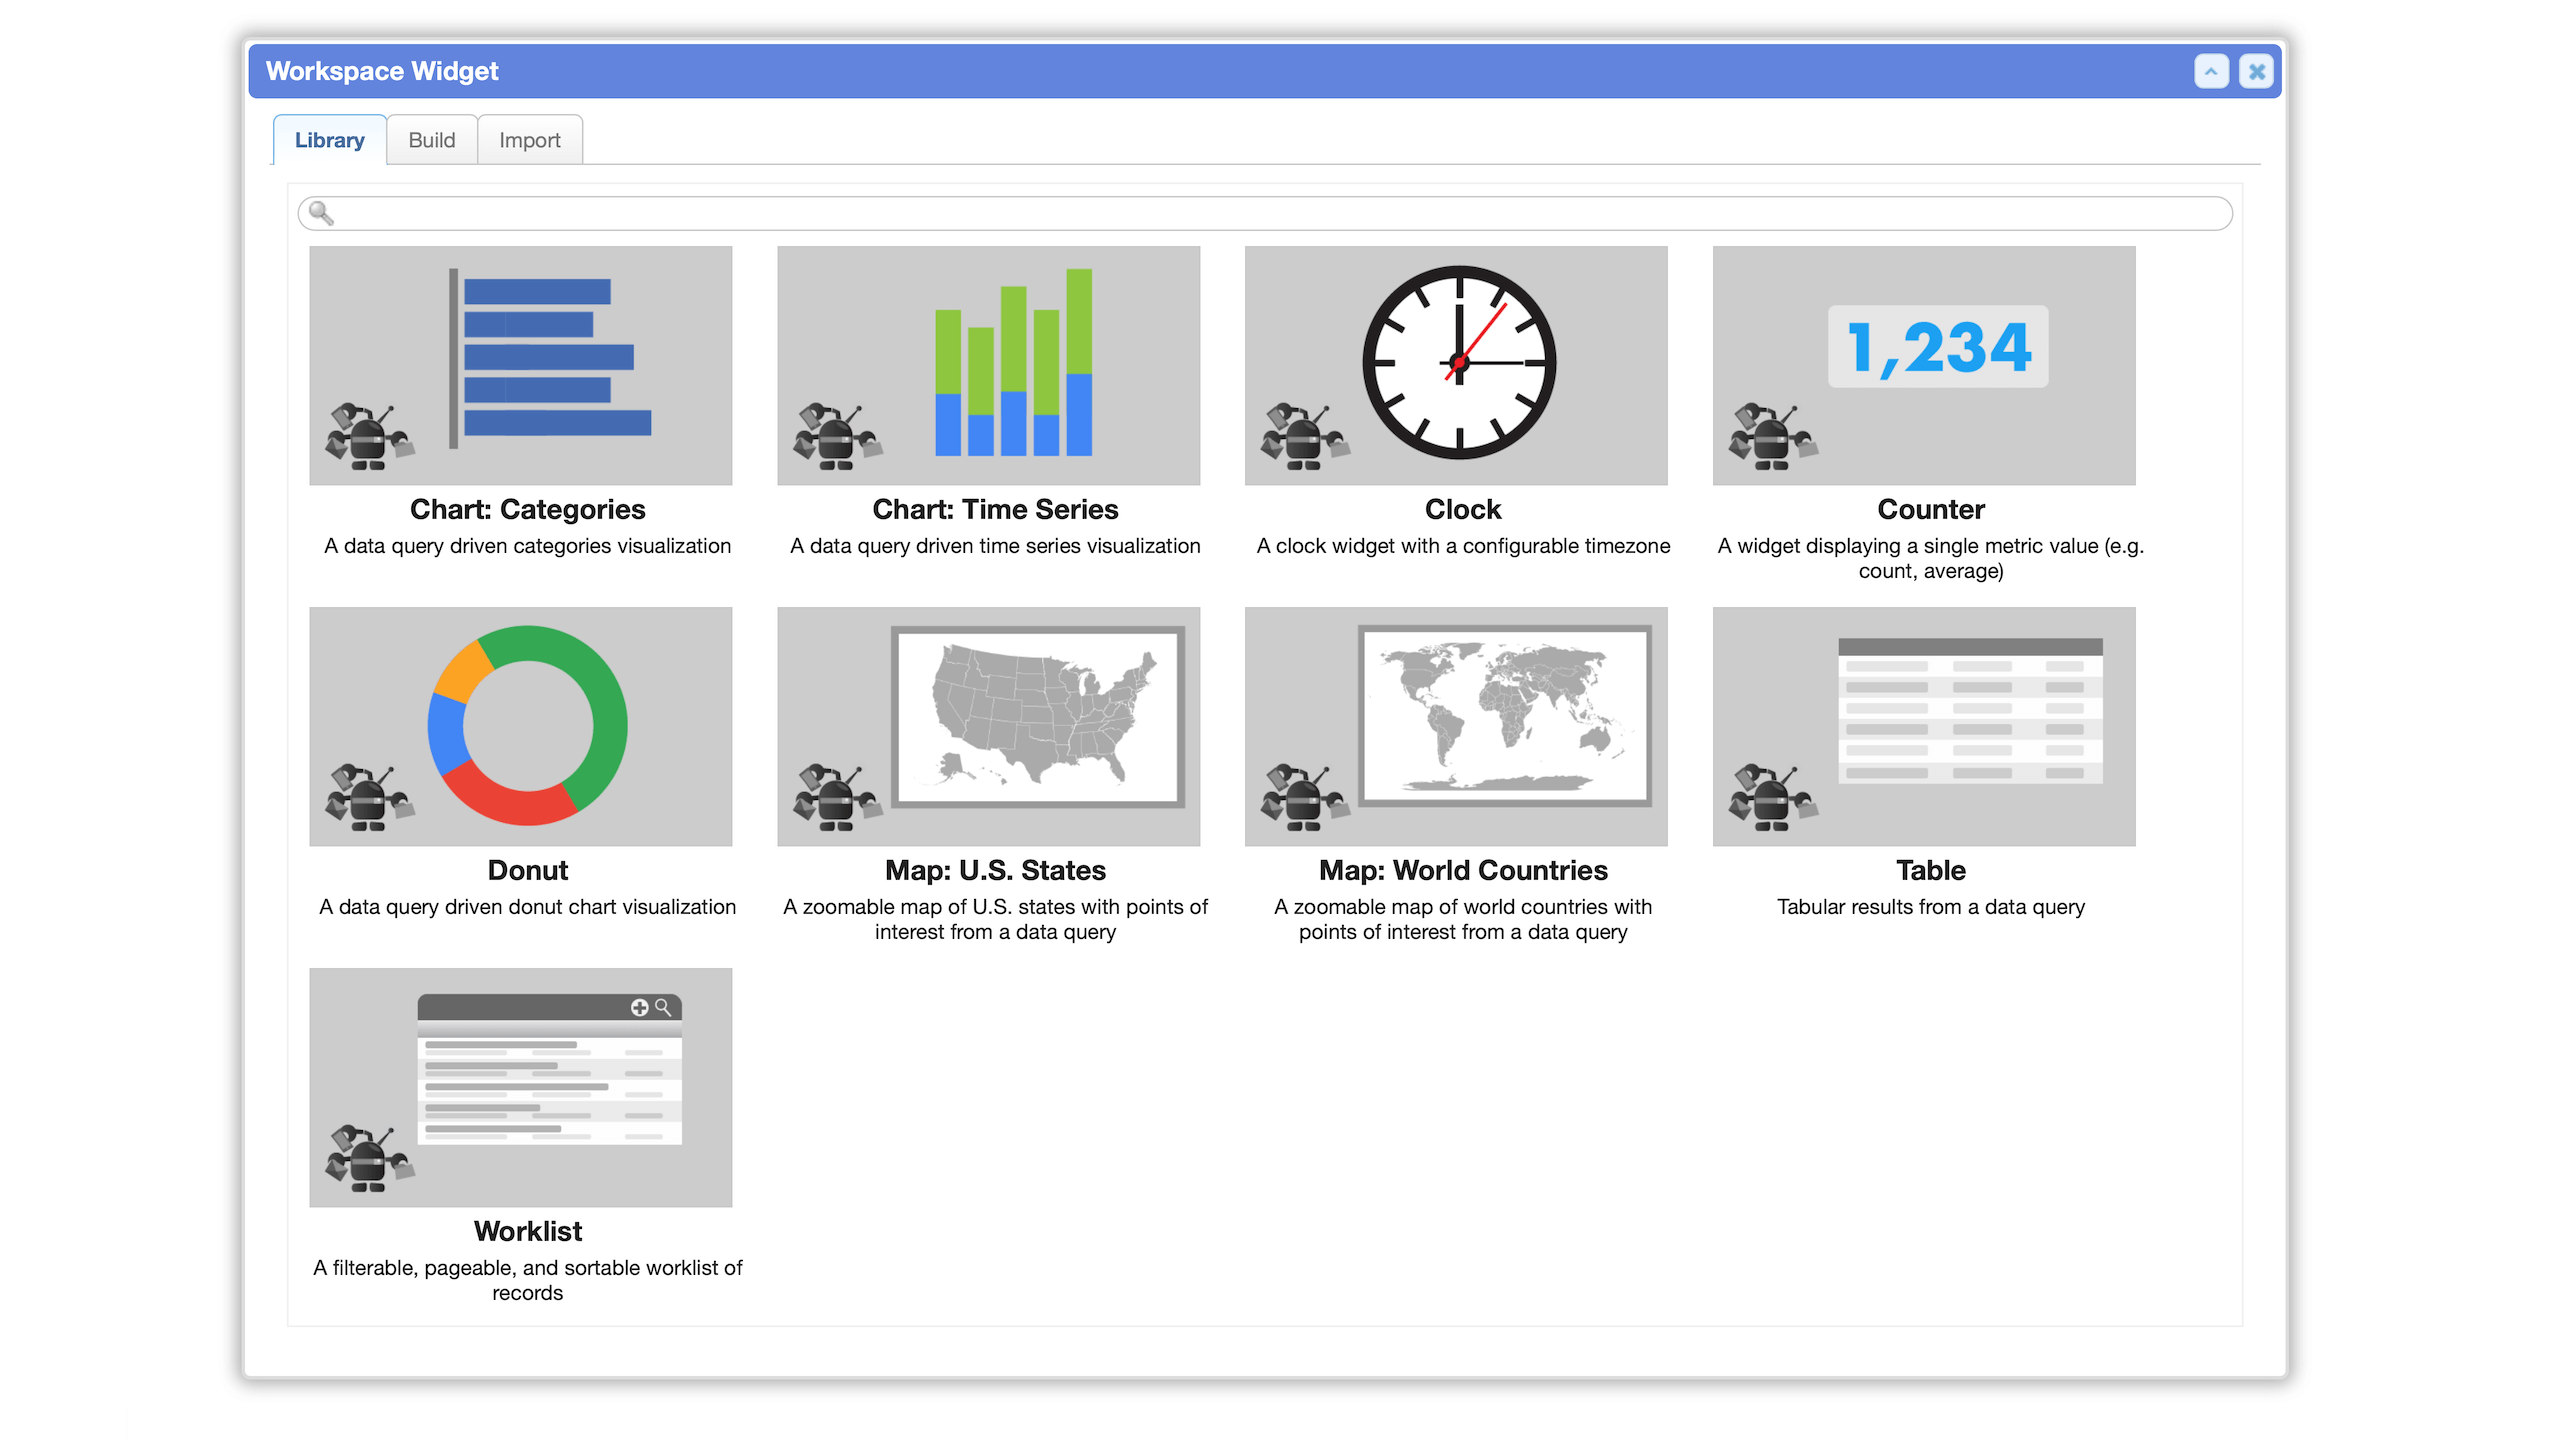 Workspace Widget
Library
Build
Import
1,234
Chart: Categories
A data query driven categories visualization
Chart: Time Series
A data query driven time series visualization
Clock
A clock widget with a configurable timezone
Counter
A widget displaying a single metric value (e.g.
count, average)
Donut
A data query driven donut chart visualization
Map: U.S. States
A zoomable map of U.S. states with points of
interest from a data query
Map: World Countries
A zoomable map of world countries with
points of interest from a data query
Table
Tabular results from a data query
Worklist
A filterable, pageable, and sortable worklist of
records